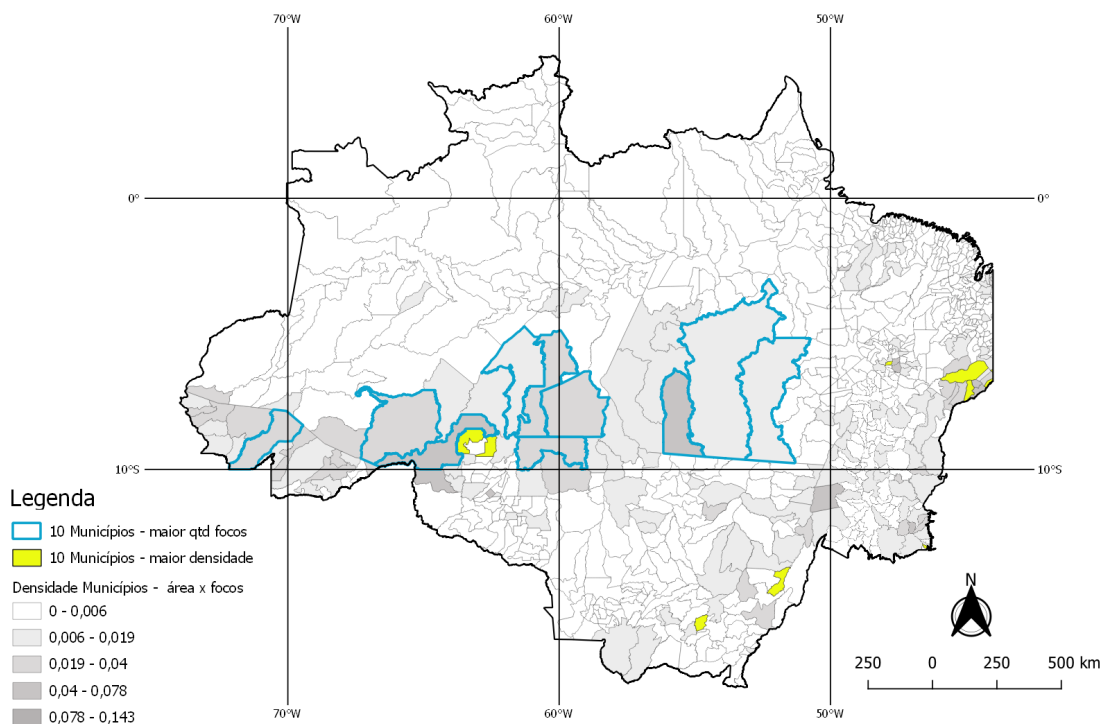 70°W 60°W 50°W
0° 0°
10°S 10°S
Legenda
10 Municípios - maior qtd focos
10 Municípios - maior densidade
Densidade Municípios - área x focos
0 - 0,006
0,006 - 0,019
0,019 - 0,04
0,04 - 0,078
0,078 - 0,143
N
250 0 250 500 km
70°W 60°W 50°W